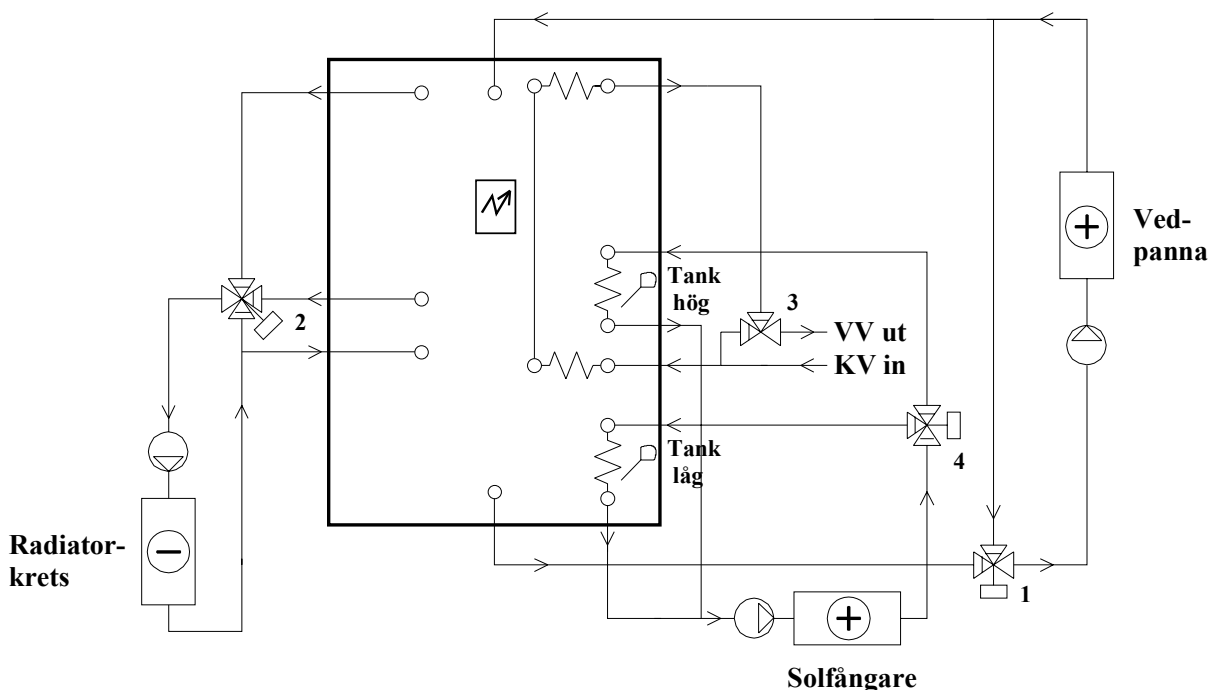 Ved-
panna
Tank
hög
3
2
VV ut
KV in
Tank
låg
4
Radiator-
krets
1
Solfångare